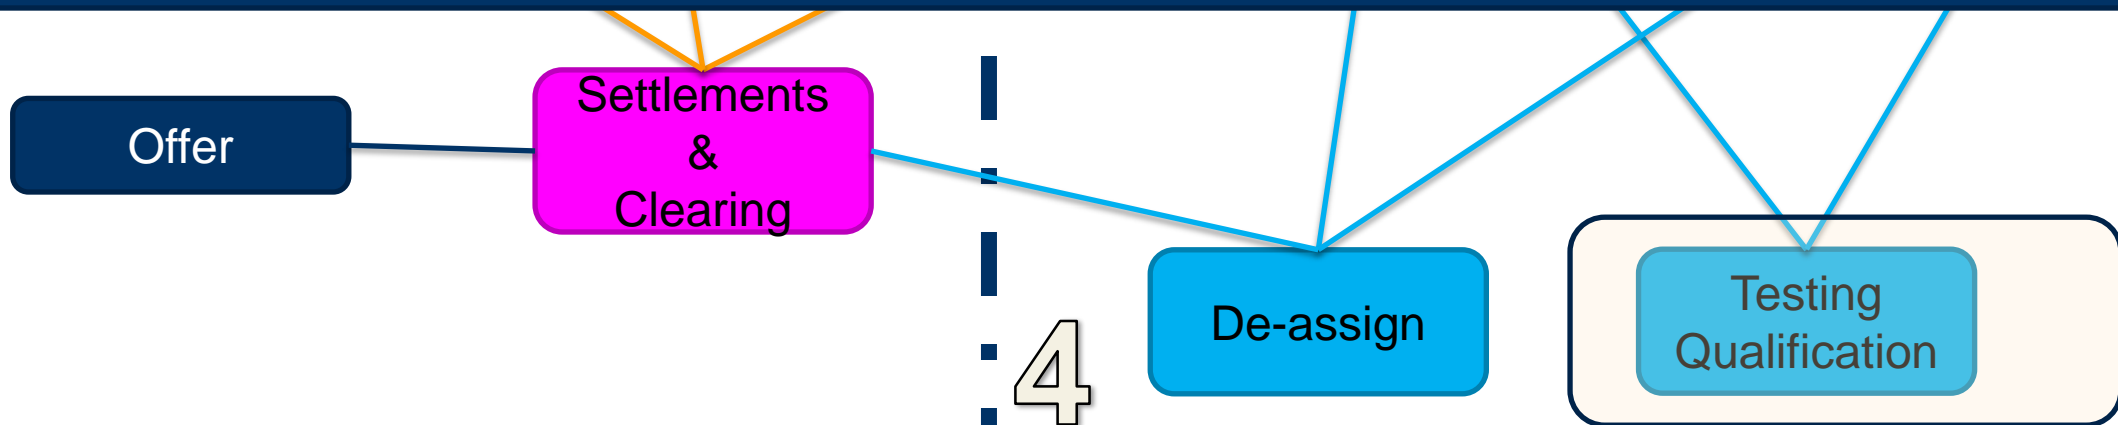 Offer
Settlements
&
Clearing
4
De-assign
Testing
Qualification